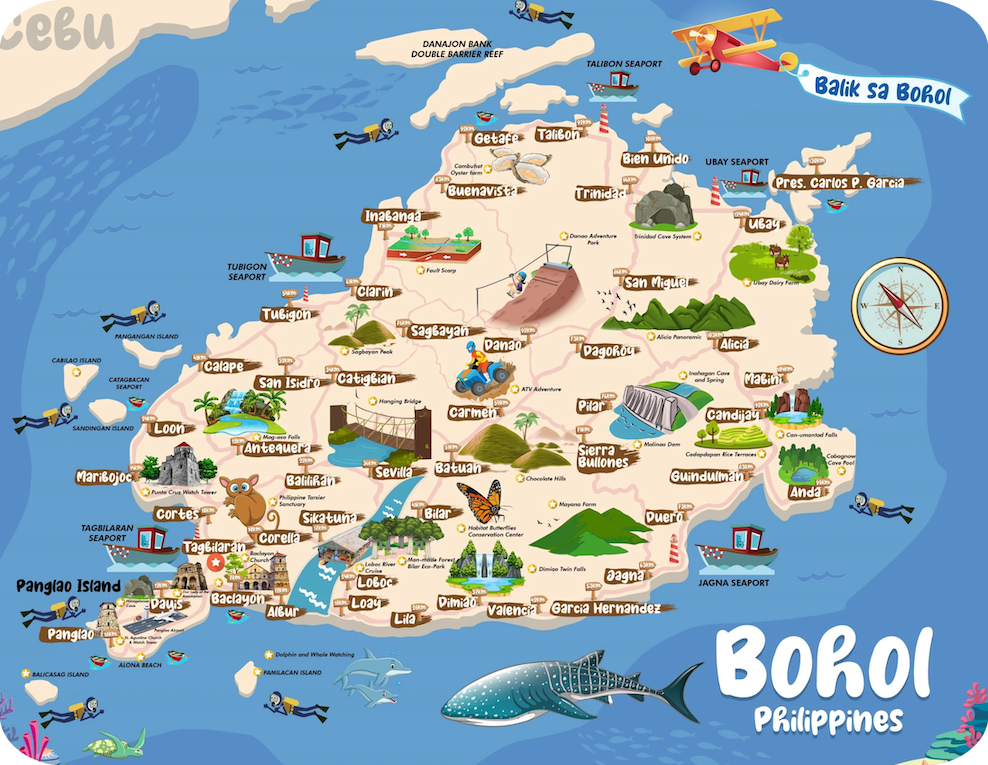 cebu
DANAJON BANK
DOUBLE BARRIER REEF
TALIBON SEAPORT
Balik sa Bohol
Getafe
Talibon
Bien Unido
UBAY SEAPORT
Pres. Carlos P. Garcia
Cambuhat
Oyster farm
Buenavista
Trinidad
Inabanga
Ubay
Trinidad Cave System
Danao Adventure
Park
Fault Scarp
TUBIGON
SEAPORT
Clarin
San Miguel
Ubay Dairy Farm
N
W
E
S
Tubigon
PANGANGAN ISLAND
Sagbayan
Sagbayan Peak
Danao
Dagohoy
Alicia Panoramic
Alicia
CABILAO ISLAND
Calape
San Isidro
Catigbian
CATAGBACAN
SEAPORT
ATV Adventure
Inahagan Cave
and Spring
Mabini
Hanging Bridge
Carmen
Pilar
Candijay
SANDINGAN ISLAND
Loon
Mag-aso Falls
Antequera
Malinao Dam
Can-umantad Falls
Cadapdapan Rice Terraces
Sierra
Bullones
Cabagnow
Cave Pool
Maribojoc
Balilihan
Sevilla
Batuan
Chocolate Hills
Guindulman
Anda
Punta Cruz Watch Tower
Philippine Tarsier
Sanctuary
Cortes
Sikatuna
Bilar
Mayana Farm
Duero
TAGBILARAN
SEAPORT
Corella
Habitat Butterflies
Conservation Center
Tagbilaran
Baclayon
Church
Loboc River
Cruise
Man-made Forest
Bilar Eco-Park
Dimiao Twin Falls
Jagna
JAGNA SEAPORT
Panglao Island
Loboc
Dauis
Baclayon
Albur
Loay
Lila
Dimiao
Valencia
Garcia Hernandez
Panglao
Panglao Airport
St. Agustine Church
& Watch Tower
ALONA BEACH
Dolphin and Whale Watching
PAMILACAN ISLAND
BALICASAG ISLAND
Bohol
Philippines